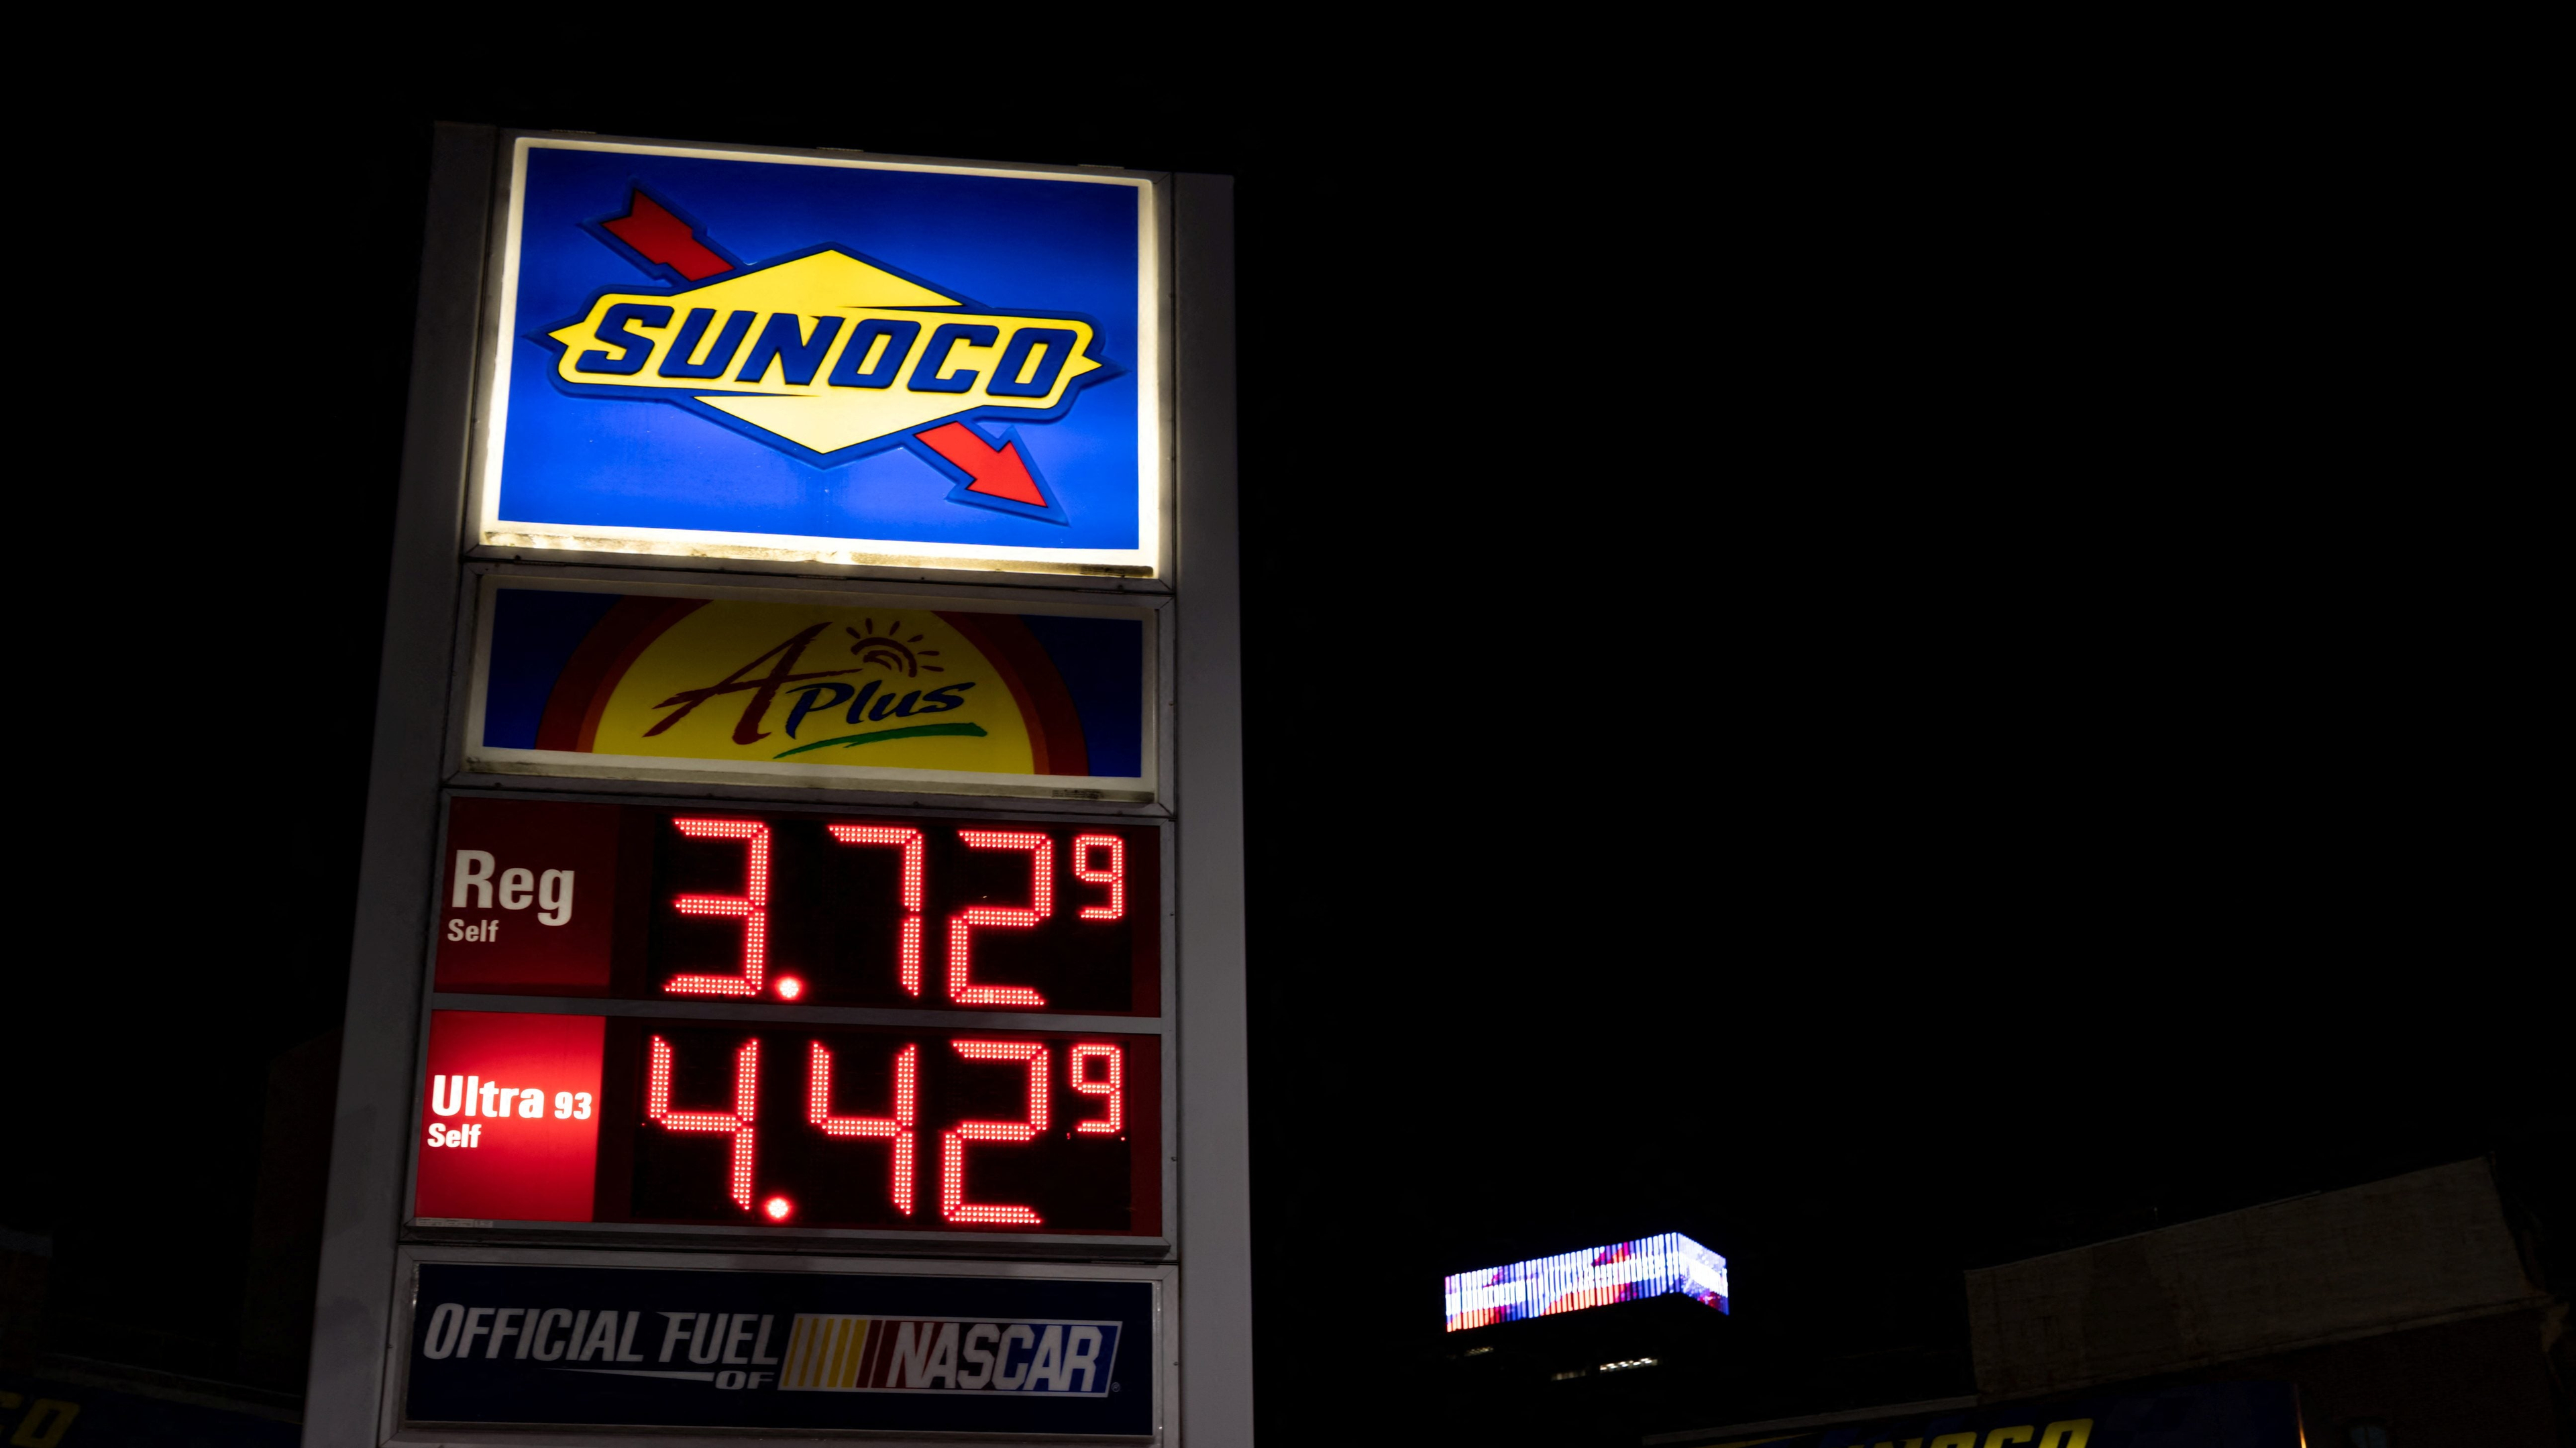 SUNOCO
APlus
Reg
Self
3.729
Ultra 93
Self
4.429
OFFICIAL FUEL
OF
NASCAR